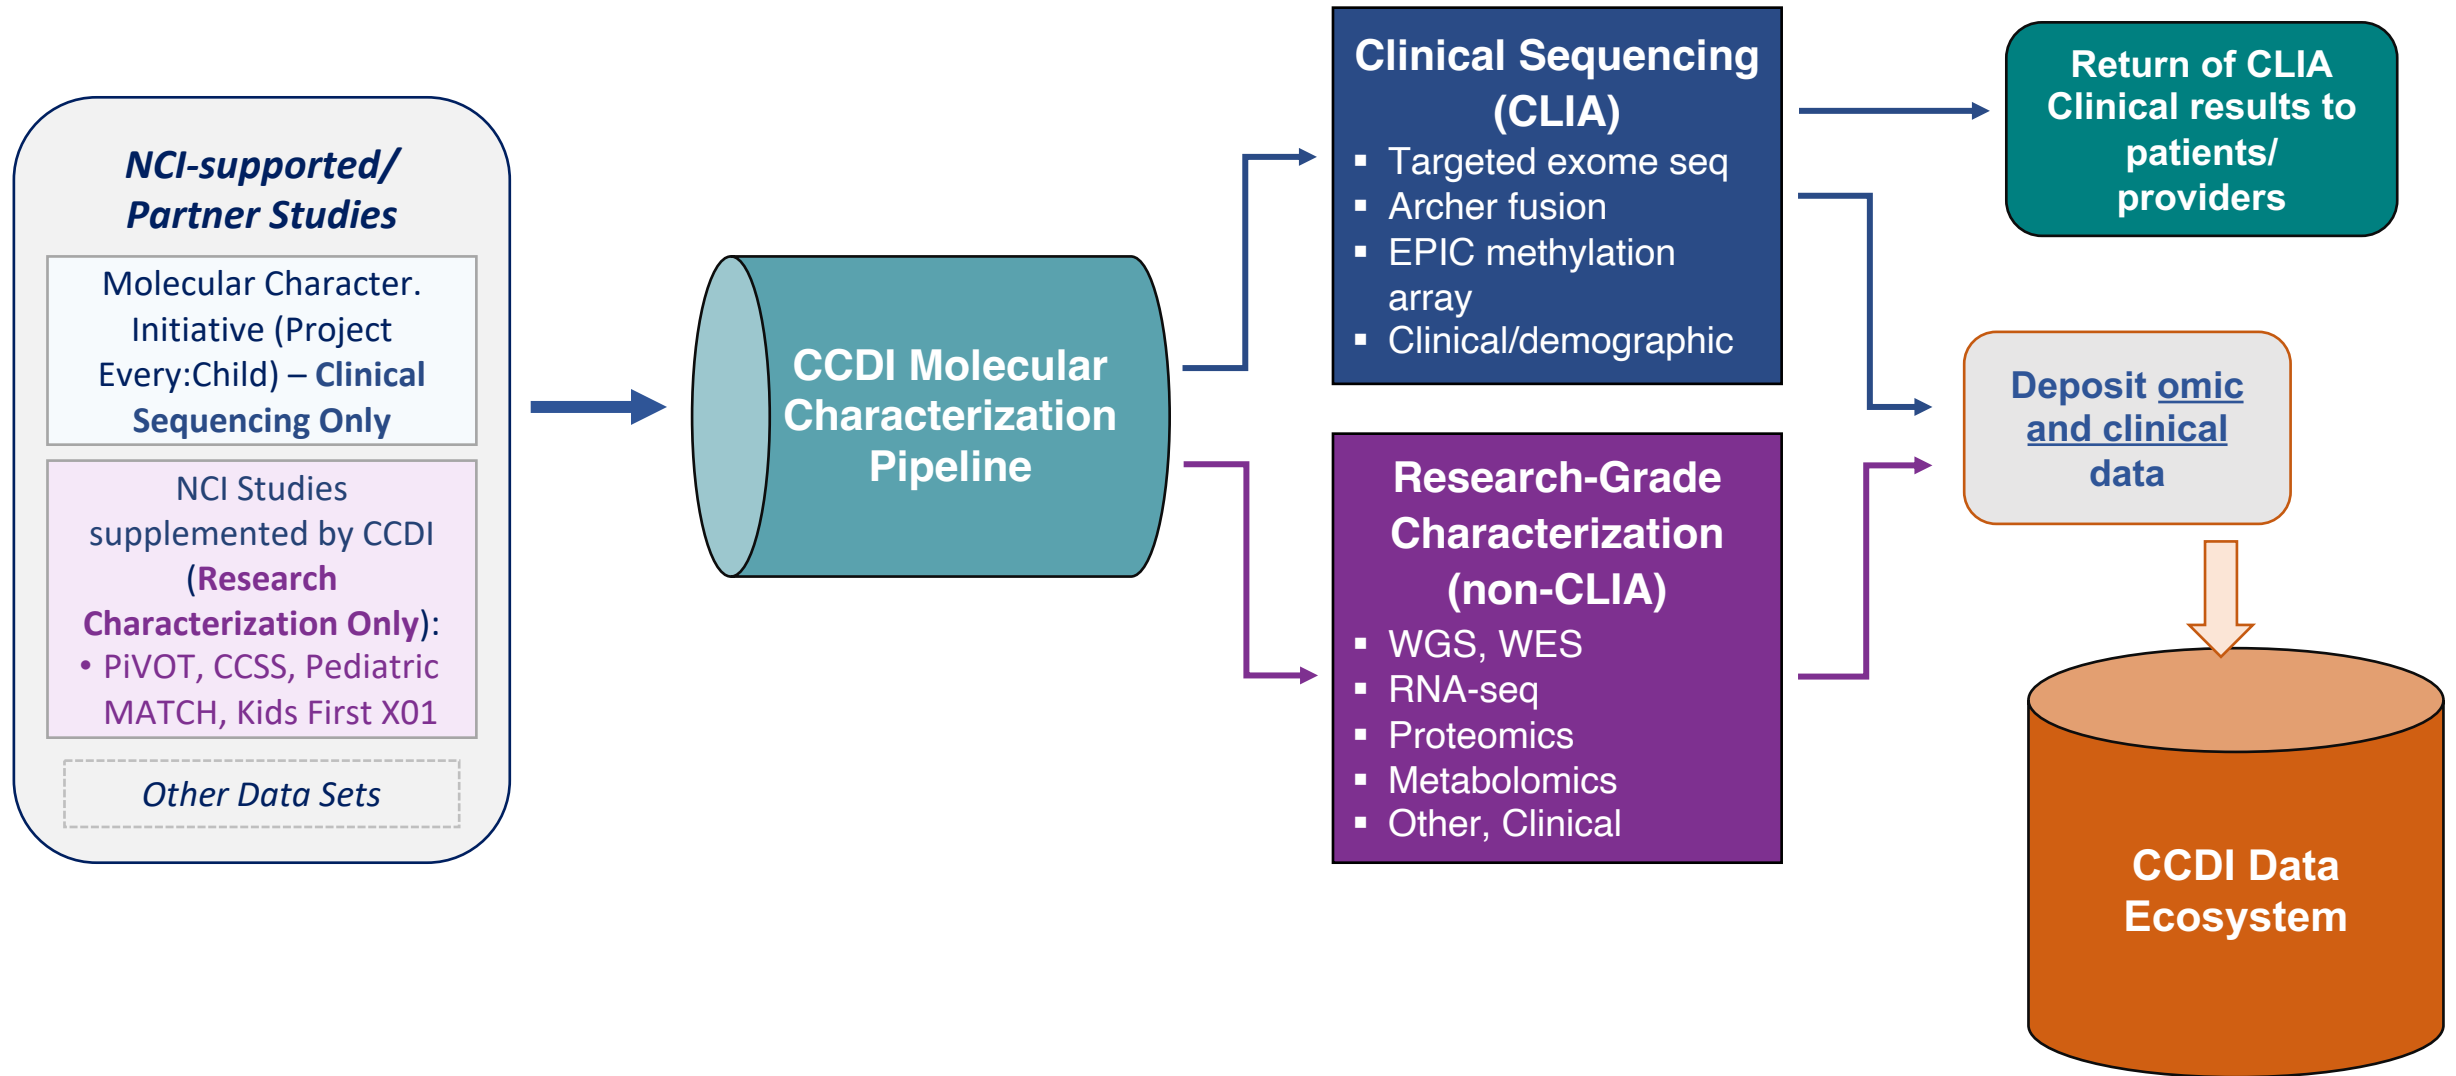 NCI-supported/
Partner Studies
Molecular Character.
Initiative (Project
Every:Child) – Clinical
Sequencing Only
NCI Studies
supplemented by CCDI
(Research
Characterization Only):
• PiVOT, CCSS, Pediatric
MATCH, Kids First X01
Other Data Sets
CCDI Molecular
Characterization
Pipeline
Clinical Sequencing
(CLIA)
▪ Targeted exome seq
▪ Archer fusion
▪ EPIC methylation
array
▪ Clinical/demographic
Research-Grade
Characterization
(non-CLIA)
▪ WGS, WES
▪ RNA-seq
▪ Proteomics
▪ Metabolomics
▪ Other, Clinical
Return of CLIA
Clinical results to
patients/
providers
Deposit omic
and clinical
data
CCDI Data
Ecosystem